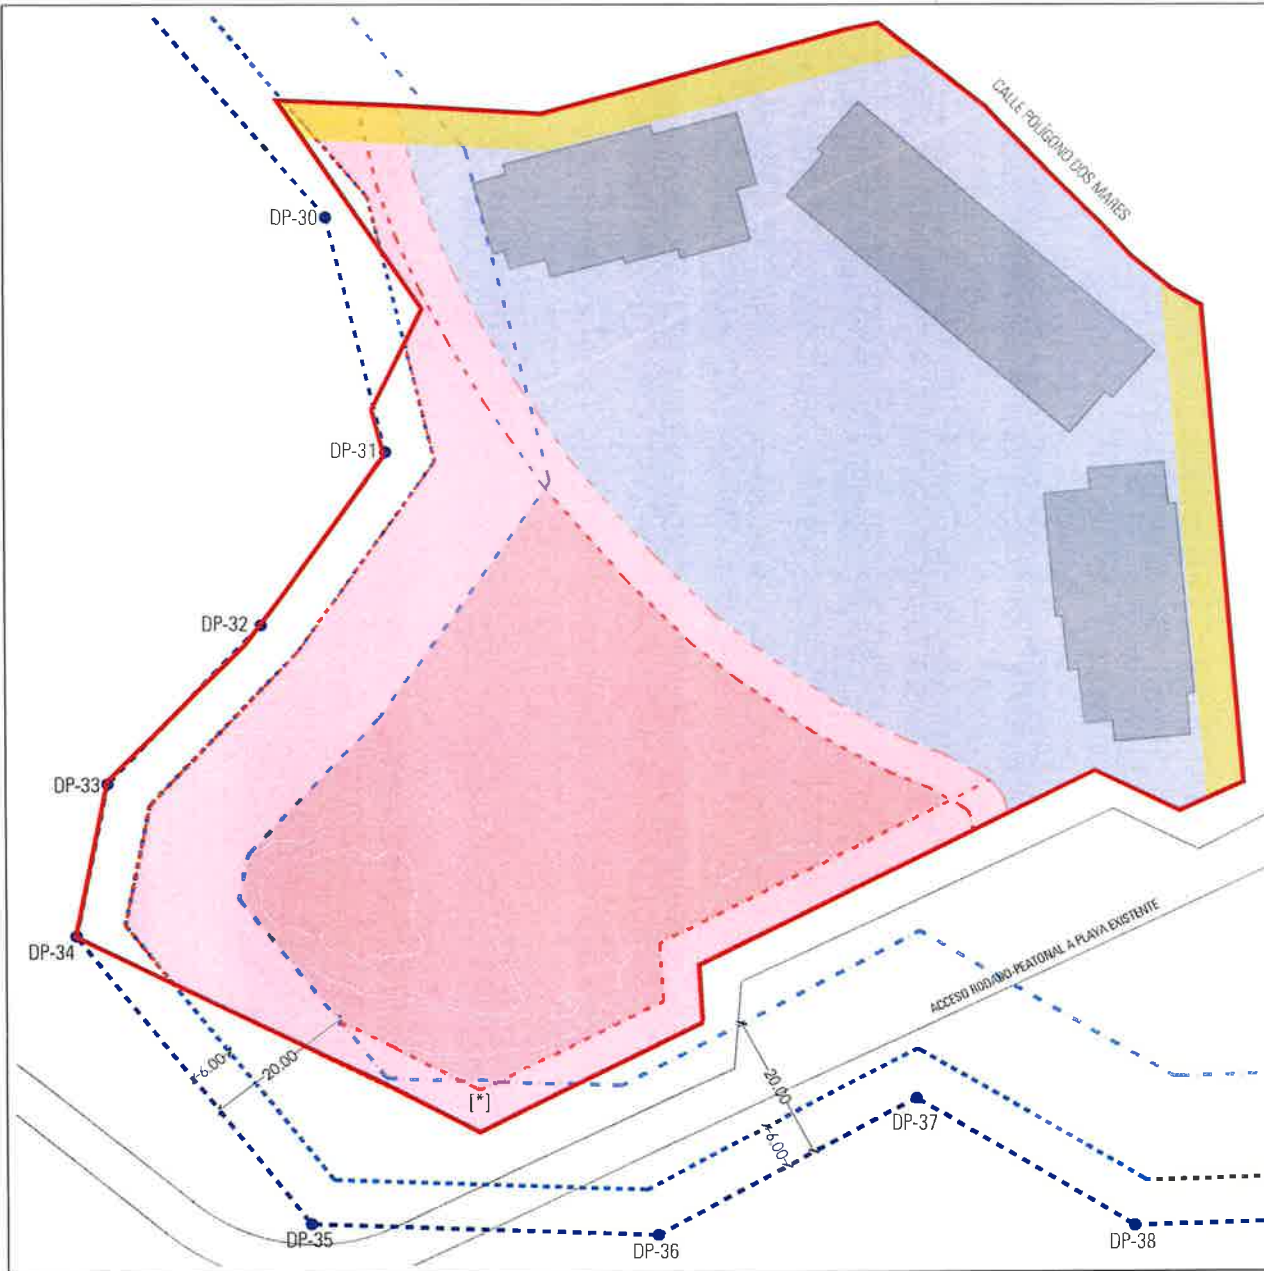 CALLE POLÍGONO DOS MARES
DP-30
DP-31
DP-32
DP-33
DP-34
ACCESO RODADO-PEATONAL A PLAYA EXISTENTE
6.00
20.00
[*]
20.00
6.00
DP-37
DP-35
DP-36
DP-38